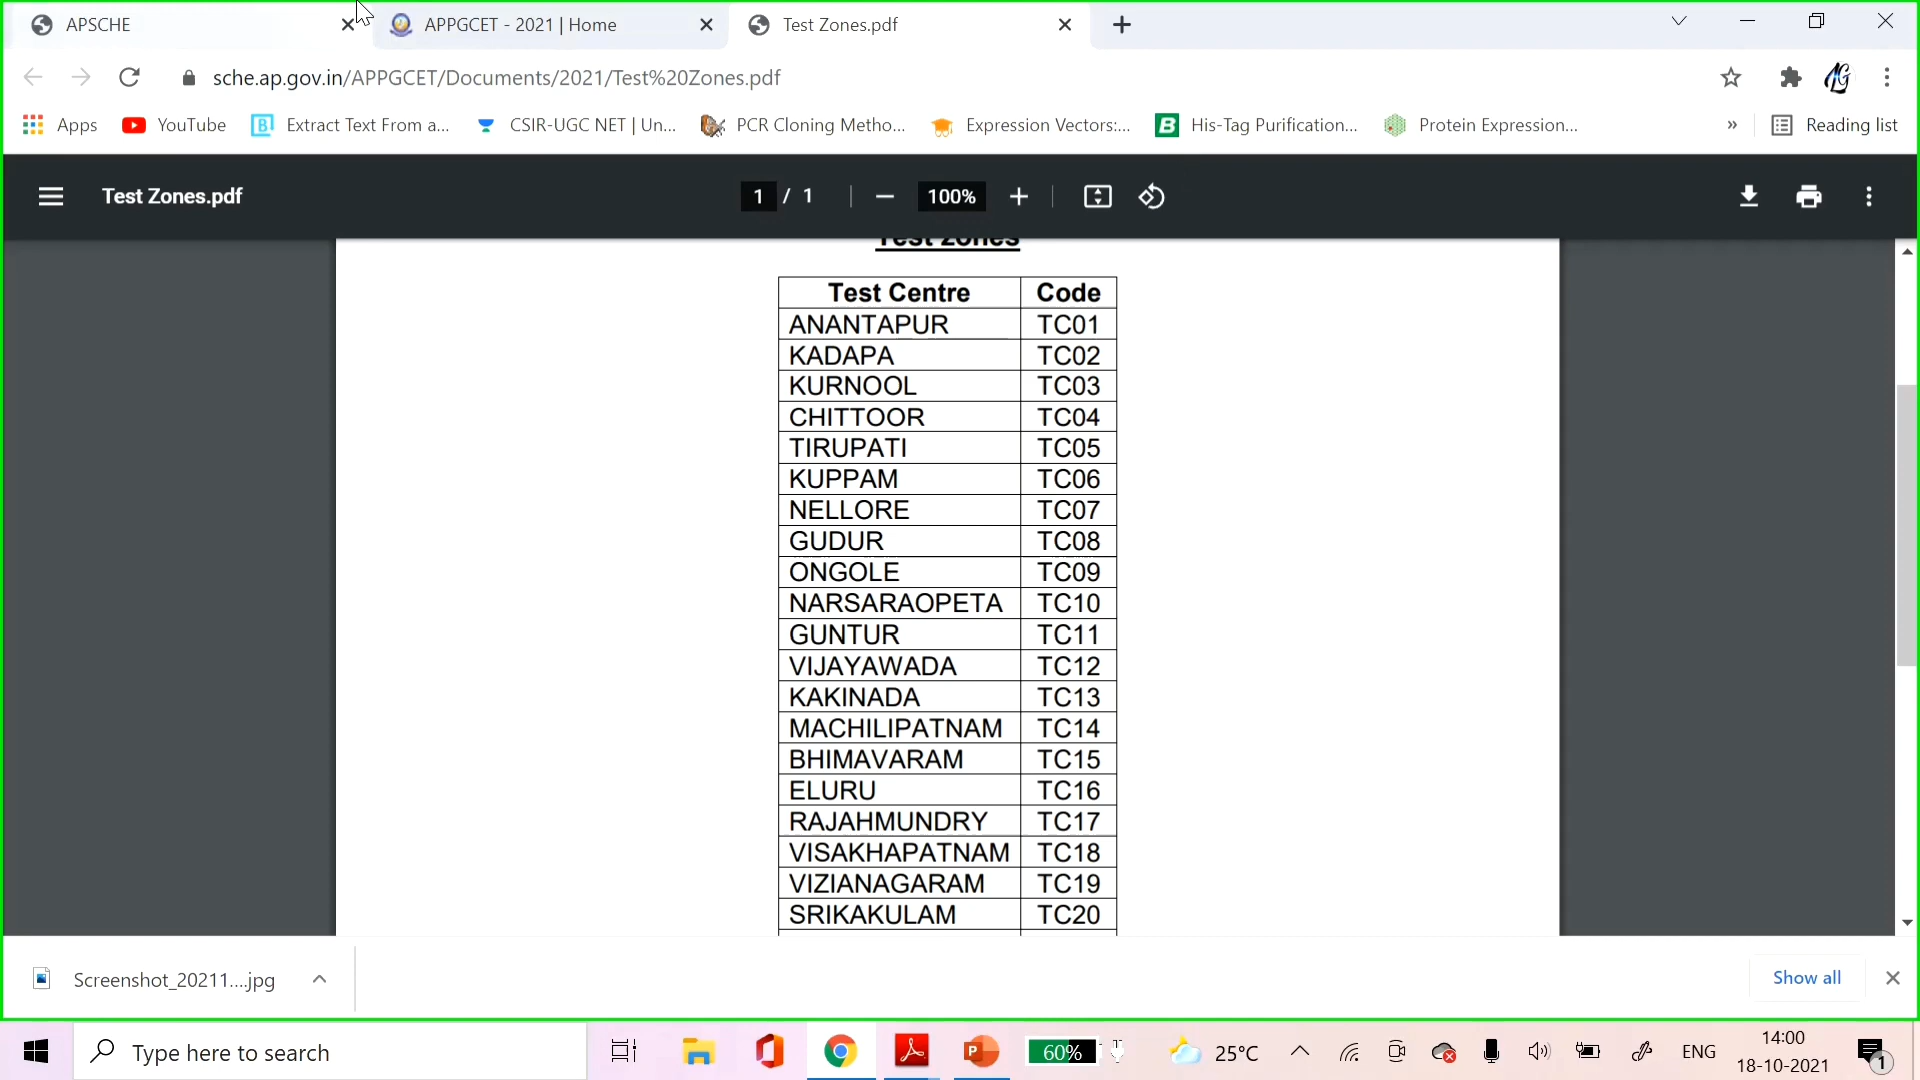 APSCHE
APPGCET - 2021 | Home
Test Zones.pdf
sche.ap.gov.in/APPGCET/Documents/2021/Test%20Zones.pdf
Apps
YouTube
Extract Text From a...
CSIR-UGC NET | Un...
PCR Cloning Metho...
Expression Vectors:...
His-Tag Purification...
Protein Expression...
»
Reading list
Test Zones.pdf
1 / 1
100%
Test Zones
Test Centre Code
ANANTAPUR TC01
KADAPA TC02
KURNOOL TC03
CHITTOOR TC04
TIRUPATI TC05
KUPPAM TC06
NELLORE TC07
GUDUR TC08
ONGOLE TC09
NARSARAOPETA TC10
GUNTUR TC11
VIJAYAWADA TC12
KAKINADA TC13
MACHILIPATNAM TC14
BHIMAVARAM TC15
ELURU TC16
RAJAHMUNDRY TC17
VISAKHAPATNAM TC18
VIZIANAGARAM TC19
SRIKAKULAM TC20
Screenshot_20211....jpg
Show all
Type here to search
60%
25°C
ENG
14:00
18-10-2021
1